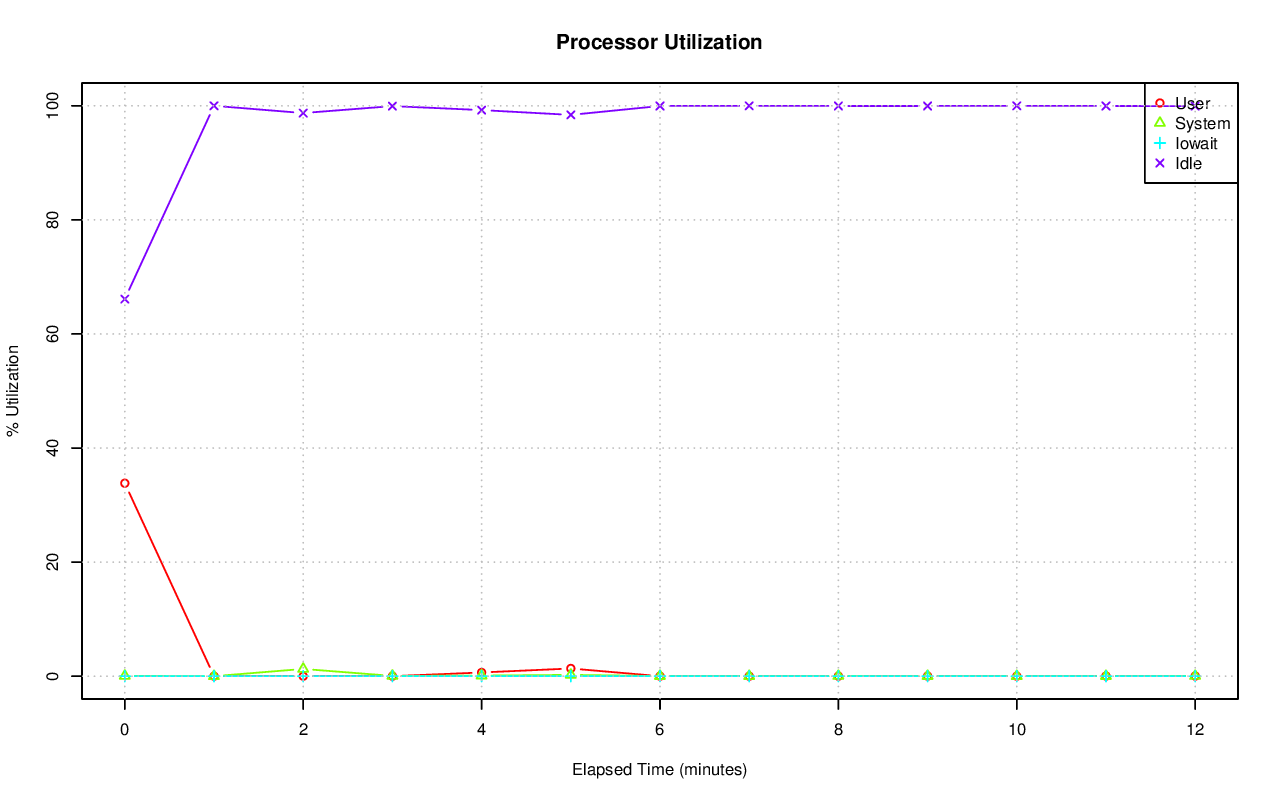 Processor Utilization
% Utilization
100
80
60
40
20
0
User
System
Iowait
Idle
0 2 4 6 8 10 12
Elapsed Time (minutes)